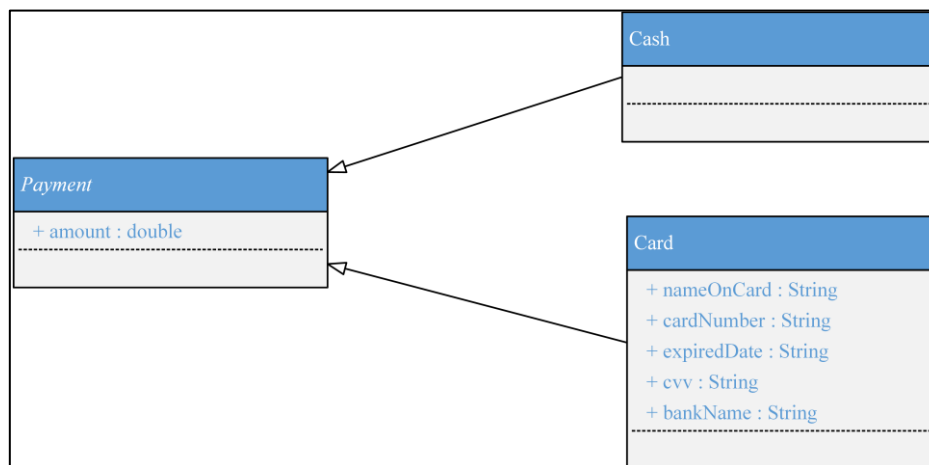 Cash
Payment
+ amount : double
Card
+ nameOnCard : String
+ cardNumber : String
+ expiredDate : String
+ cvv : String
+ bankName : String